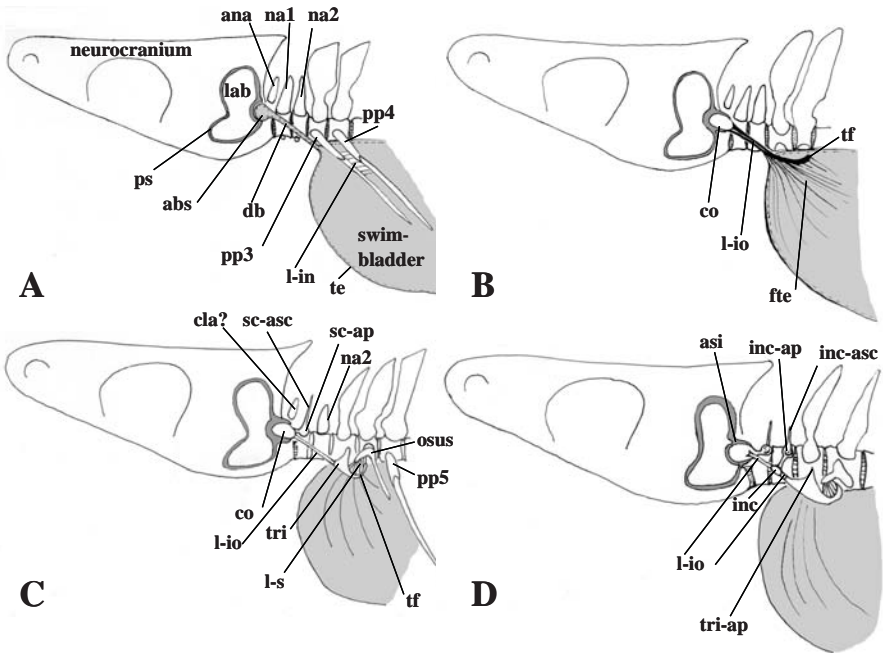 ana na1 na2
neurocranium
lab
pp4
ps
abs
db
pp3
l-in
te
swim-
bladder
A
tf
co
l-io
fte
B
cla? sc-asc
sc-ap
na2
osus
pp5
co
tri
l-io
l-s
tf
C
asi
inc-ap
inc-asc
inc
l-io
tri-ap
D